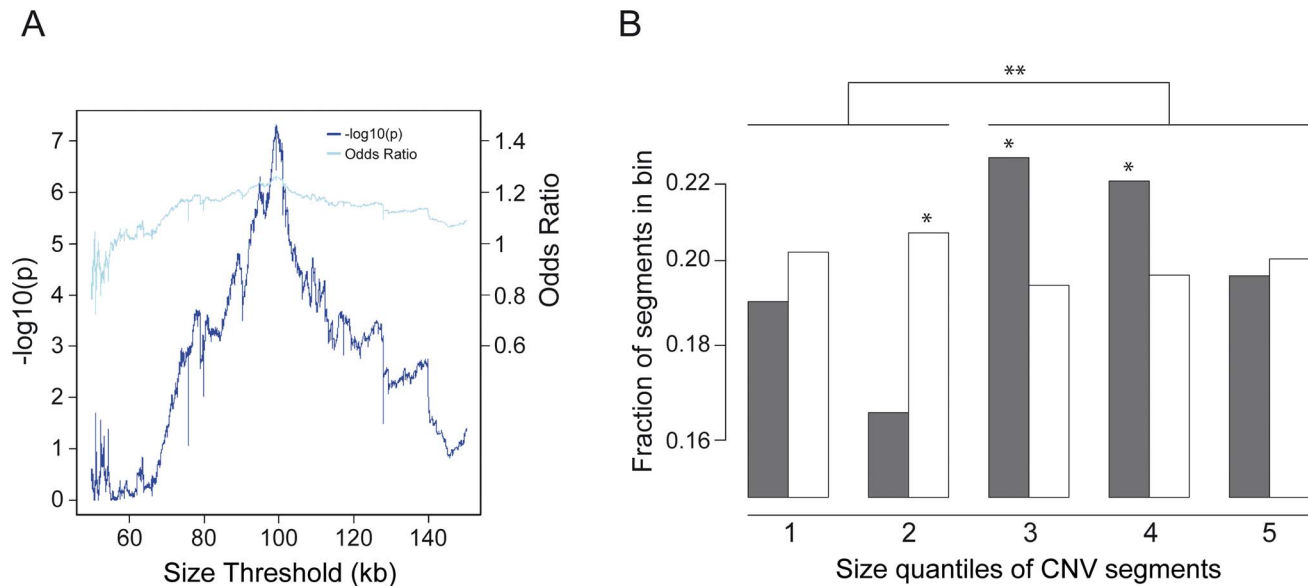 A
7
6
5
4
3
2
1
0
-log10(p)
-log10(p)
Odds Ratio
1.4
1.2
1
0.8
0.6
Odds Ratio
60 80 100 120 140
Size Threshold (kb)
B
**
* * *
0.22
0.20
0.18
0.16
Fraction of segments in bin
1 2 3 4 5
Size quantiles of CNV segments